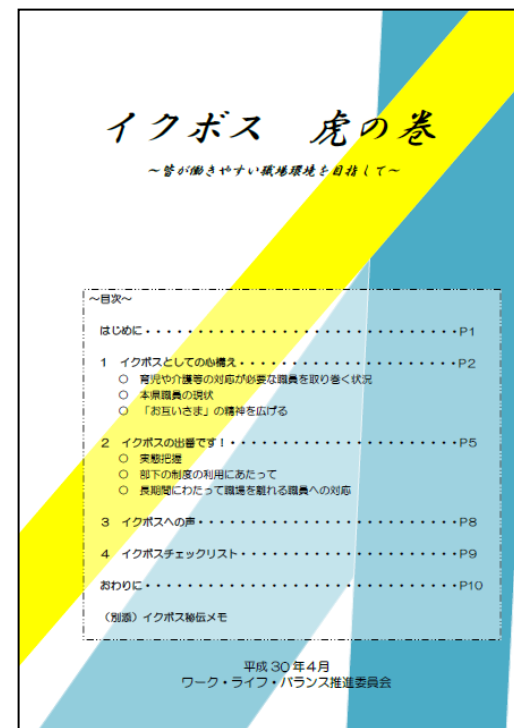 イクボス 虎の巻
~皆が働きやすい職場環境を目指して~
~目次~
はじめに・・・・・・・・・・・・・・・・・・・・・・・・・・・・P1
1 イクボスとしての心構え・・・・・・・・・・・・・・・・・・・・P2
○ 育児や介護等の対応が必要な職員を取り巻く状況
○ 本県職員の現状
○ 「お互いさま」の精神を広げる
2 イクボスの出番です!・・・・・・・・・・・・・・・・・・・・・P5
○ 実態把握
○ 部下の制度の利用にあたって
○ 長期間にわたって職場を離れる職員への対応
3 イクボスへの声・・・・・・・・・・・・・・・・・・・・・・・・P8
4 イクボスチェックリスト・・・・・・・・・・・・・・・・・・・・P9
おわりに・・・・・・・・・・・・・・・・・・・・・・・・・・・・P10
(別添)イクボス秘伝メモ
平成30年4月
ワーク・ライフ・バランス推進委員会